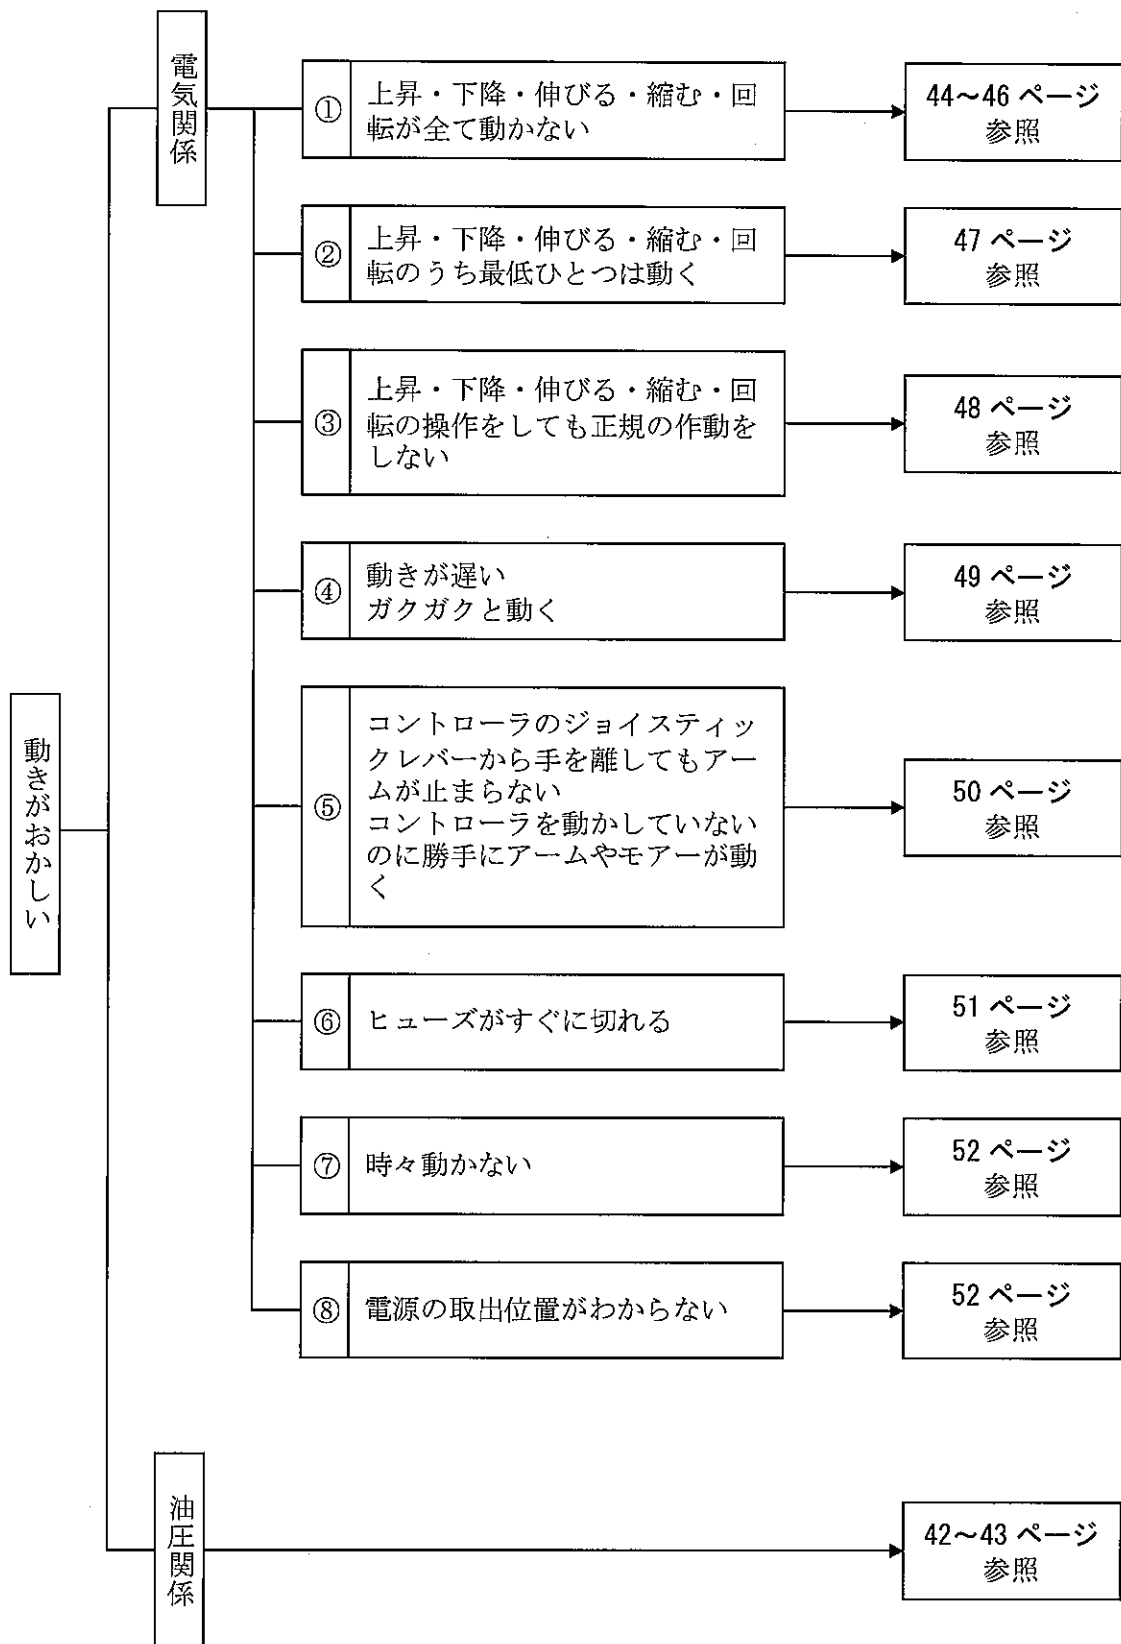 動きがおかしい
電気関係
①
上昇・下降・伸びる・縮む・回
転が全て動かない
44～46 ページ
参照
②
上昇・下降・伸びる・縮む・回
転のうち最低ひとつは動く
47 ページ
参照
③
上昇・下降・伸びる・縮む・回
転の操作をしても正規の作動を
しない
48 ページ
参照
④
動きが遅い
ガクガクと動く
49 ページ
参照
⑤
コントローラのジョイスティッ
クレバーから手を離してもアー
ムが止まらない
コントローラを動かしていない
のに勝手にアームやモアーが動
く
50 ページ
参照
⑥
ヒューズがすぐに切れる
51 ページ
参照
⑦
時々動かない
52 ページ
参照
⑧
電源の取出位置がわからない
52 ページ
参照
油圧関係
42～43 ページ
参照